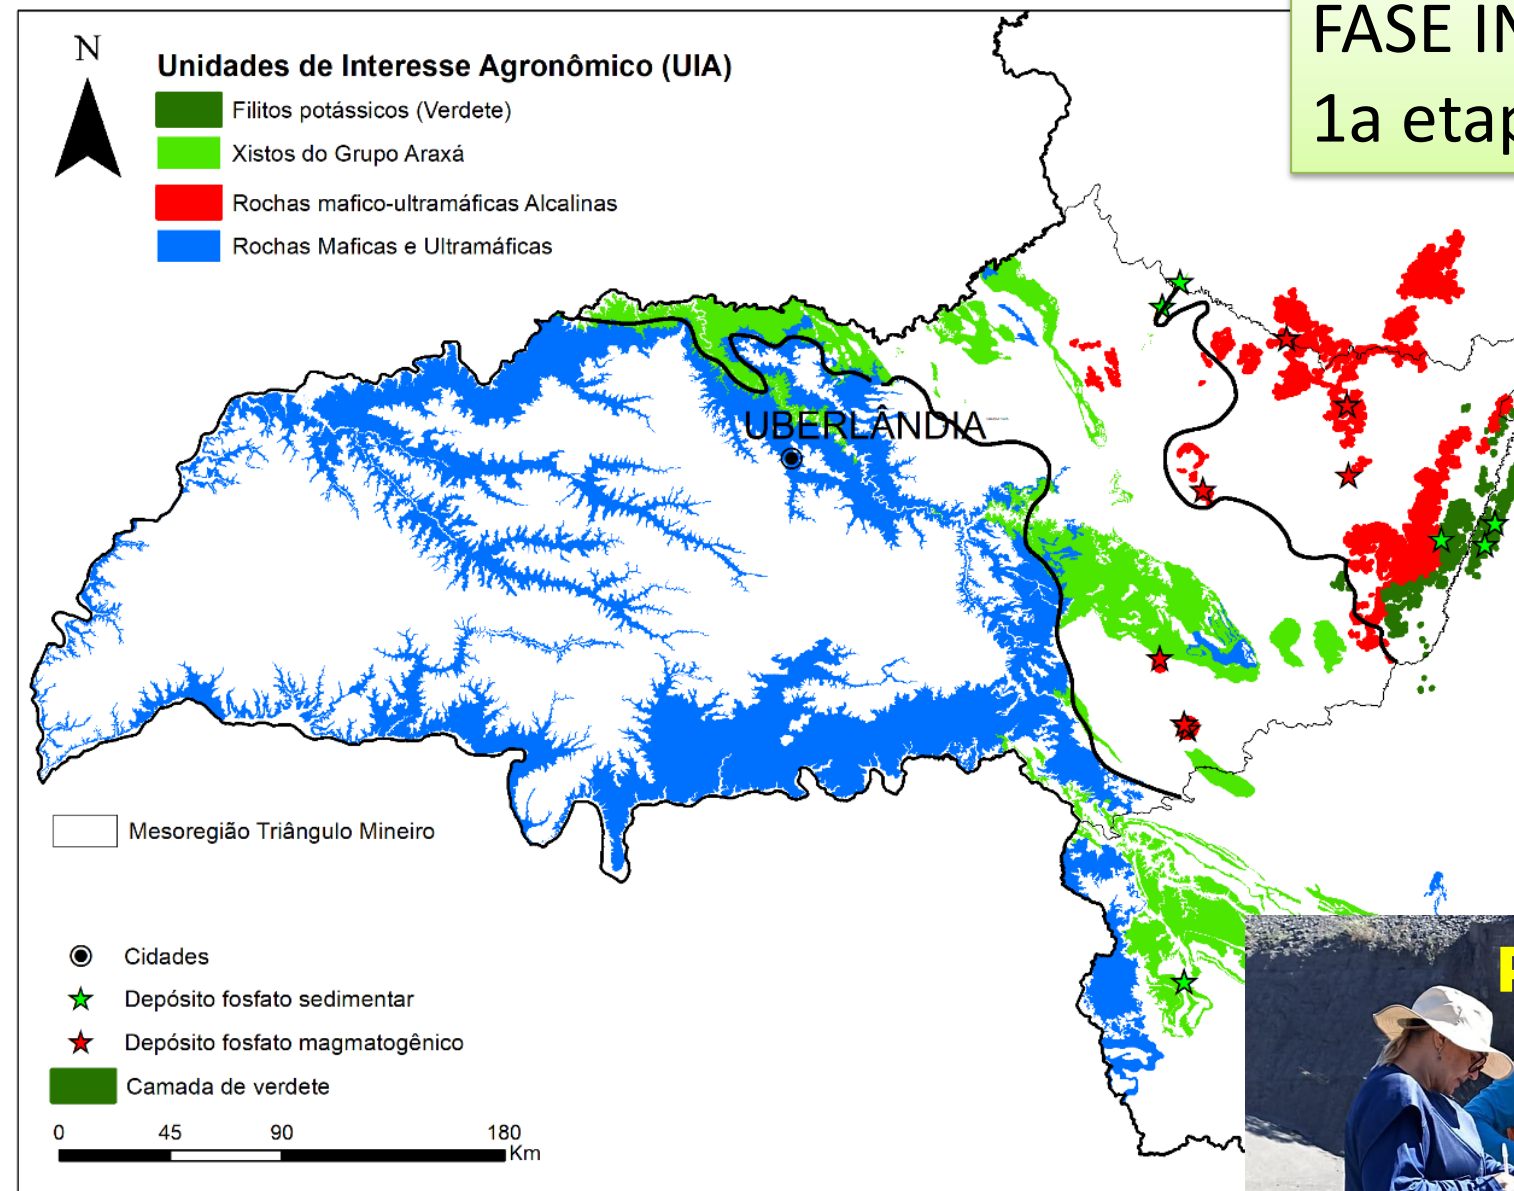 FASE IN
1a etap
N
Unidades de Interesse Agronômico (UIA)
Filitos potássicos (Verdete)
Xistos do Grupo Araxá
Rochas mafico-ultramáficas Alcalinas
Rochas Maficas e Ultramáficas
UBERLÂNDIA
Mesoregião Triângulo Mineiro
Cidades
Depósito fosfato sedimentar
Depósito fosfato magmatogênico
Camada de verdete
0 45 90 180
Km